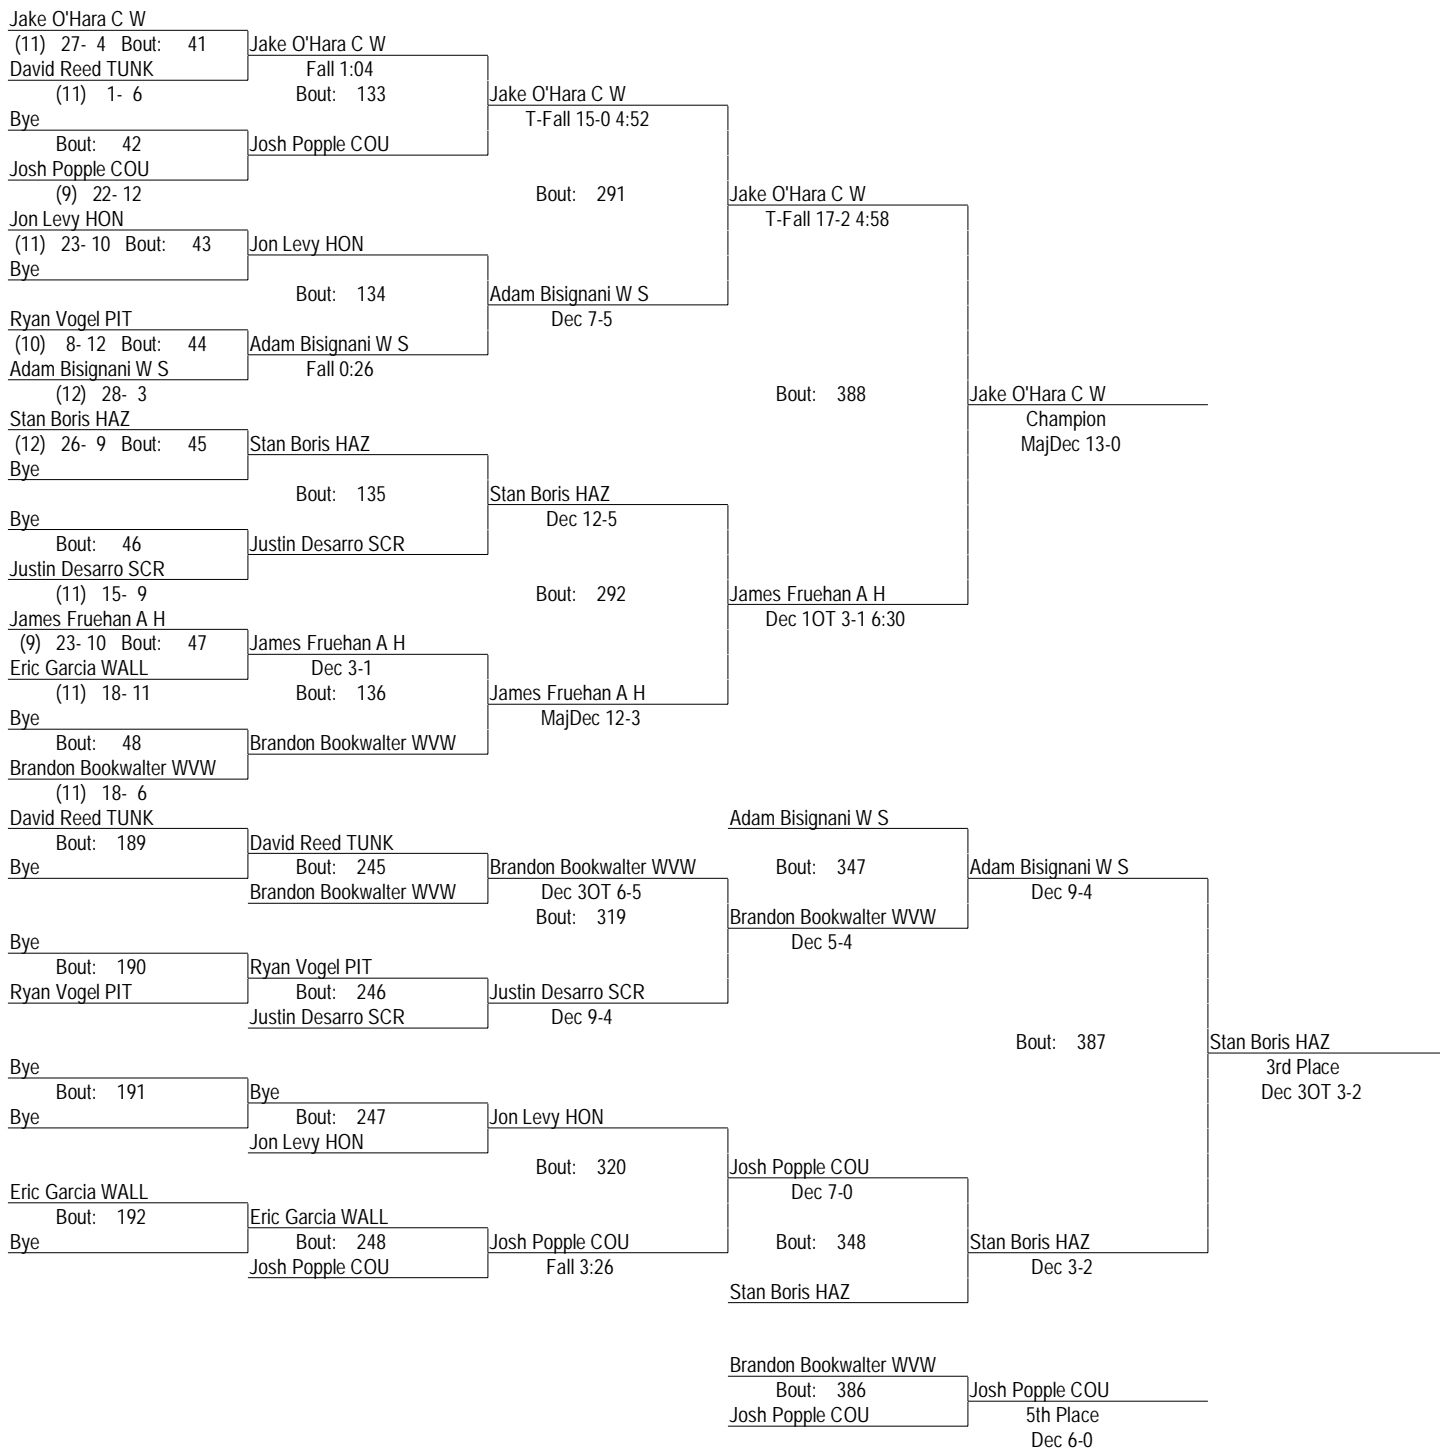 Jake O'Hara C W
(11) 27- 4 Bout: 41 Jake O'Hara C W
David Reed TUNK Fall 1:04
(11) 1- 6 Bout: 133 Jake O'Hara C W
Bye T-Fall 15-0 4:52
Bout: 42 Josh Popple COU
Josh Popple COU
(9) 22- 12 Bout: 291 Jake O'Hara C W
Jon Levy HON T-Fall 17-2 4:58
(11) 23- 10 Bout: 43 Jon Levy HON
Bye
Bout: 134 Adam Bisignani W S
Ryan Vogel PIT Dec 7-5
(10) 8- 12 Bout: 44 Adam Bisignani W S
Adam Bisignani W S Fall 0:26
(12) 28- 3 Bout: 388 Jake O'Hara C W
Stan Boris HAZ Champion
(12) 26- 9 Bout: 45 Stan Boris HAZ MajDec 13-0
Bye
Bout: 135 Stan Boris HAZ
Bye Dec 12-5
Bout: 46 Justin Desarro SCR
Justin Desarro SCR
(11) 15- 9 Bout: 292 James Fruehan A H
James Fruehan A H Dec 1OT 3-1 6:30
(9) 23- 10 Bout: 47 James Fruehan A H
Eric Garcia WALL Dec 3-1
(11) 18- 11 Bout: 136 James Fruehan A H
Bye MajDec 12-3
Bout: 48 Brandon Bookwalter WVW
Brandon Bookwalter WVW
(11) 18- 6
David Reed TUNK Adam Bisignani W S
Bout: 189 David Reed TUNK
Bye Bout: 245 Brandon Bookwalter WVW Bout: 347 Adam Bisignani W S
Brandon Bookwalter WVW Dec 3OT 6-5 Dec 9-4
Bout: 319 Brandon Bookwalter WVW
Bye Dec 5-4
Bout: 190 Ryan Vogel PIT
Ryan Vogel PIT Bout: 246 Justin Desarro SCR
Justin Desarro SCR Dec 9-4
Bout: 387 Stan Boris HAZ
Bye 3rd Place
Bout: 191 Bye Dec 3OT 3-2
Bye Bout: 247 Jon Levy HON
Jon Levy HON
Bout: 320 Josh Popple COU
Eric Garcia WALL Dec 7-0
Bout: 192 Eric Garcia WALL
Bye Bout: 248 Josh Popple COU Bout: 348 Stan Boris HAZ
Josh Popple COU Fall 3:26 Dec 3-2
Stan Boris HAZ
Brandon Bookwalter WVW
Bout: 386 Josh Popple COU
Josh Popple COU 5th Place
Dec 6-0